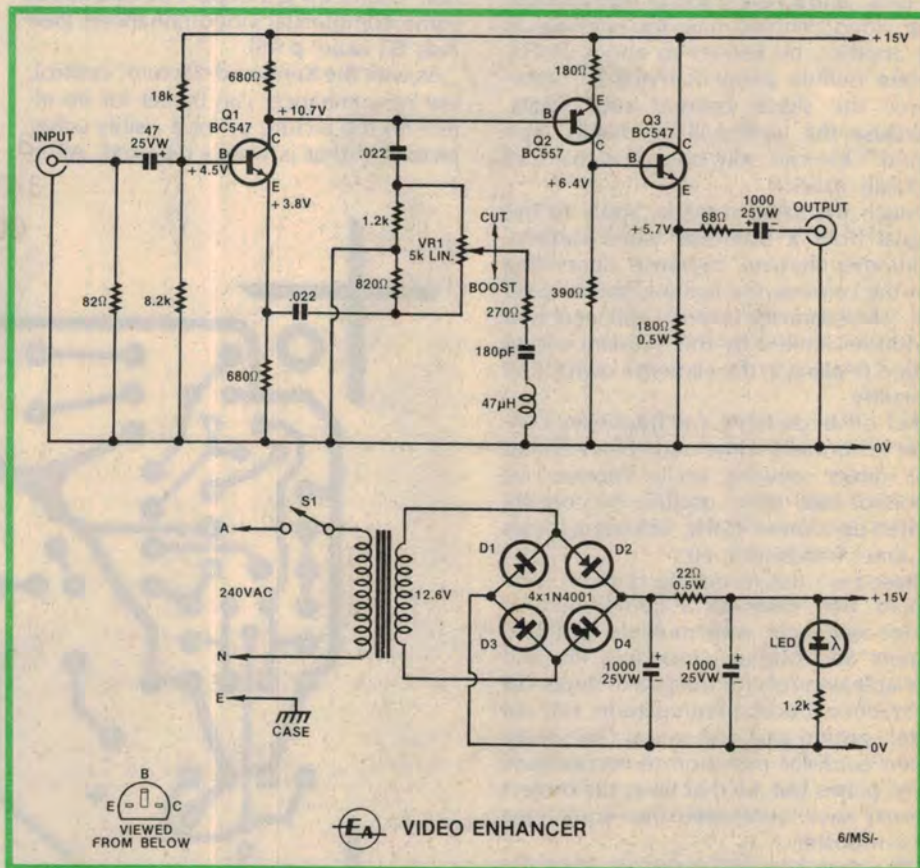 +15V
680Ω
18k
+10.7V
Q1
BC547
C
B
E
INPUT
47
25VW
+
+4.5V
+3.8V
82Ω
8.2k
680Ω
.022
.022
1.2k
820Ω
VR1
5k LIN.
CUT
BOOST
270Ω
180pF
47μH
180Ω
E
B
C
Q2
BC557
+6.4V
390Ω
Q3
BC547
C
B
E
+5.7V
68Ω
1000
25VW
+ -
OUTPUT
180Ω
0.5W
0V
A
S1
240VAC
N
E
CASE
12.6V
D1
D2
4x1N4001
D3
D4
22Ω
0.5W
+15V
1000
25VW
+
1000
25VW
+
LED
λ
1.2k
0V
B
E
C
VIEWED
FROM BELOW
EA
VIDEO ENHANCER
6/MS/-